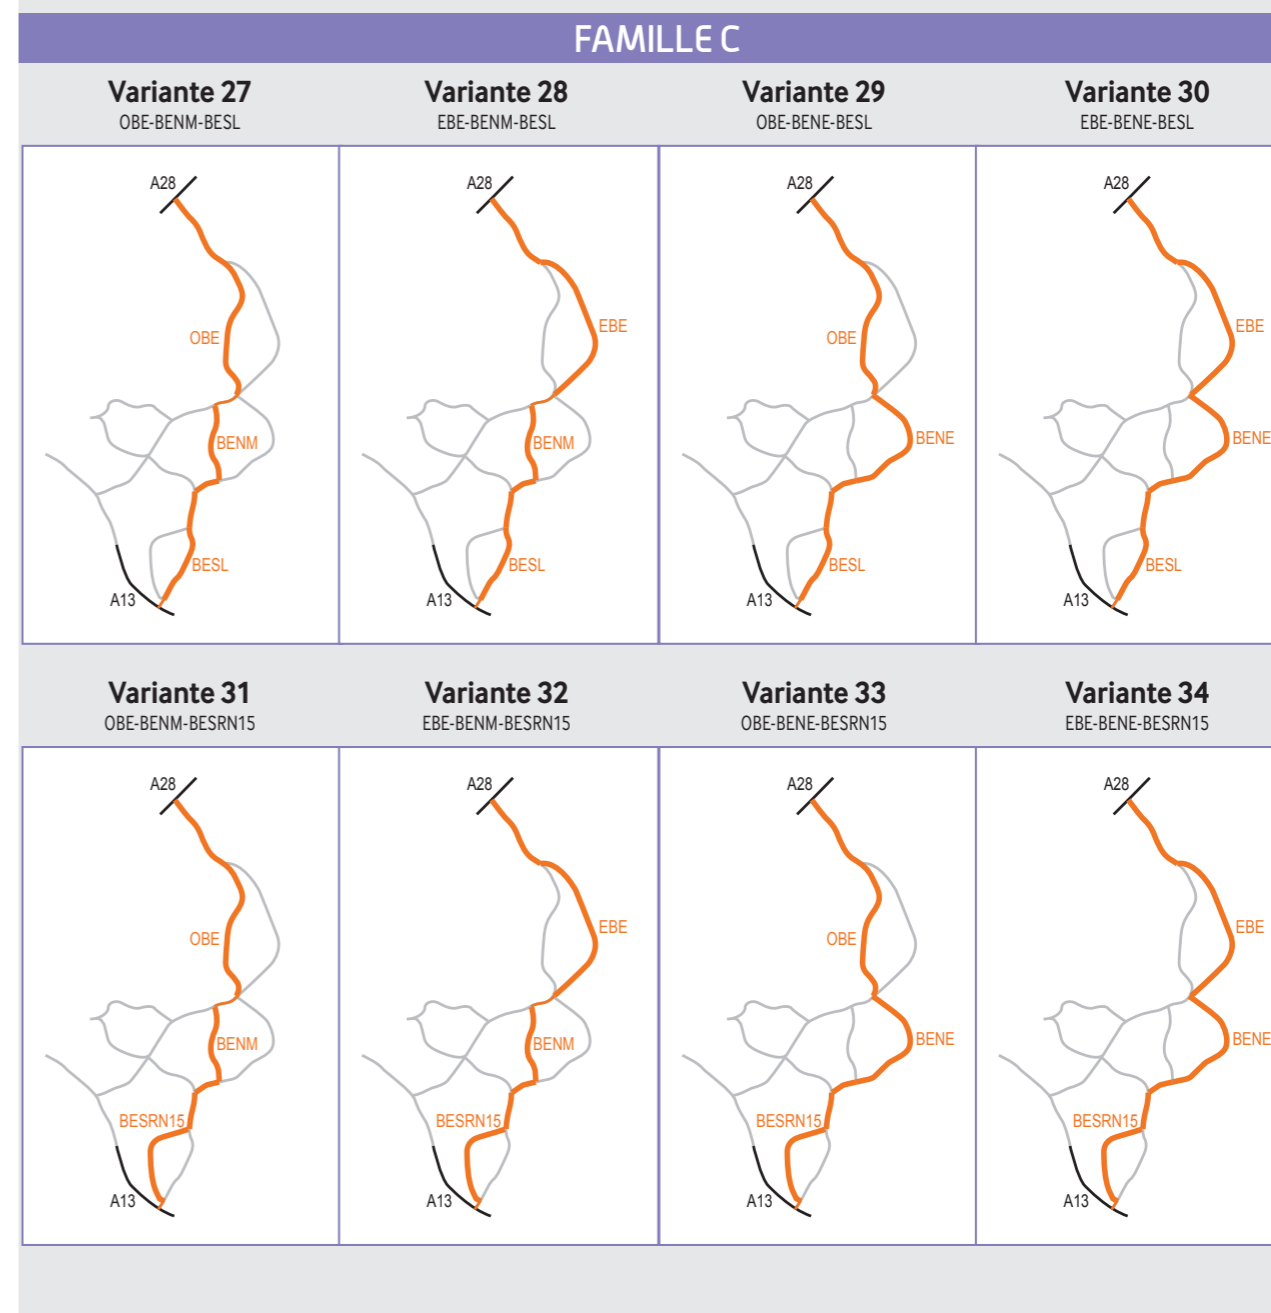 FAMILLE C
Variante 27
OBE-BENM-BESL
Variante 28
EBE-BENM-BESL
Variante 29
OBE-BENE-BESL
Variante 30
EBE-BENE-BESL
A28
OBE
BENM
BESL
A13
A28
EBE
BENM
BESL
A13
A28
OBE
BENE
BESL
A13
A28
EBE
BENE
BESL
A13
Variante 31
OBE-BENM-BESRN15
Variante 32
EBE-BENM-BESRN15
Variante 33
OBE-BENE-BESRN15
Variante 34
EBE-BENE-BESRN15
A28
OBE
BENM
BESRN15
A13
A28
EBE
BENM
BESRN15
A13
A28
OBE
BENE
BESRN15
A13
A28
EBE
BENE
BESRN15
A13